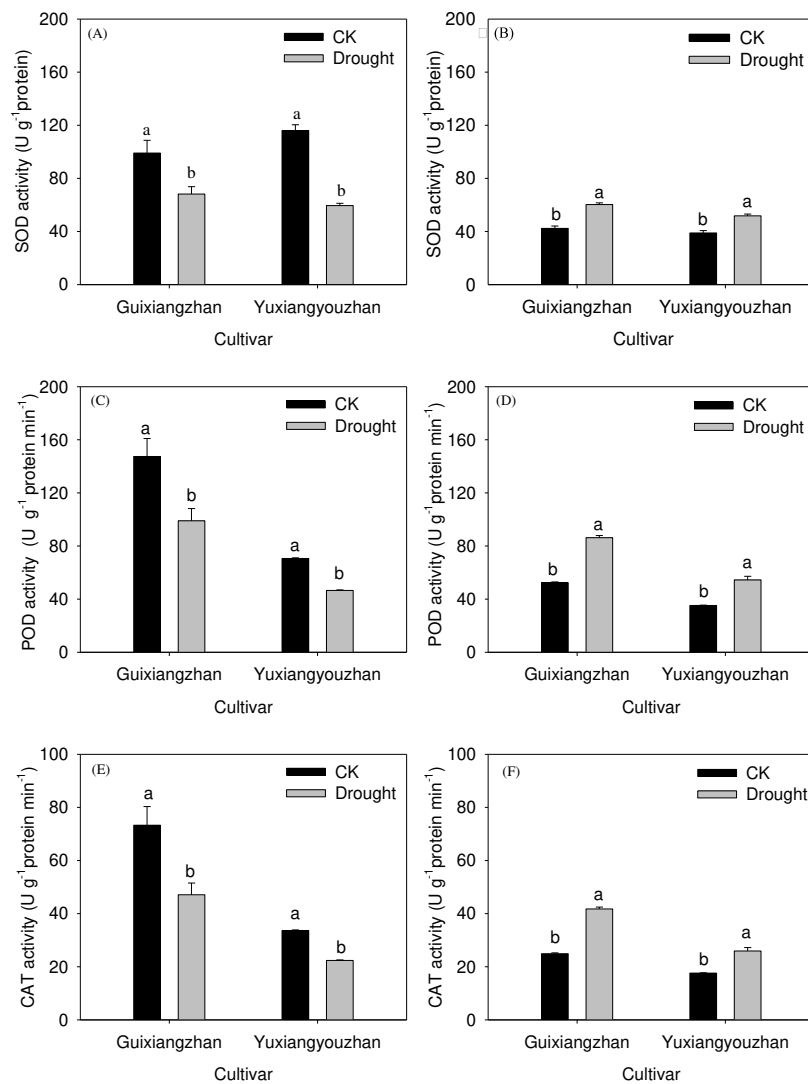 (A)
CK
Drought
200
160
120
80
40
0
SOD activity (U g⁻¹protein)
a
b
a
b
Guixiangzhan Yuxiangyouzhan
Cultivar
(B)
CK
Drought
200
160
120
80
40
0
SOD activity (U g⁻¹protein)
b
a
b
a
Guixiangzhan Yuxiangyouzhan
Cultivar
(C)
CK
Drought
200
160
120
80
40
0
POD activity (U g⁻¹protein min⁻¹)
a
b
a
b
Guixiangzhan Yuxiangyouzhan
Cultivar
(D)
CK
Drought
200
160
120
80
40
0
POD activity (U g⁻¹protein min⁻¹)
b
a
b
a
Guixiangzhan Yuxiangyouzhan
Cultivar
(E)
CK
Drought
100
80
60
40
20
0
CAT activity (U g⁻¹protein min⁻¹)
a
b
a
b
Guixiangzhan Yuxiangyouzhan
Cultivar
(F)
CK
Drought
100
80
60
40
20
0
CAT activity (U g⁻¹protein min⁻¹)
b
a
b
a
Guixiangzhan Yuxiangyouzhan
Cultivar